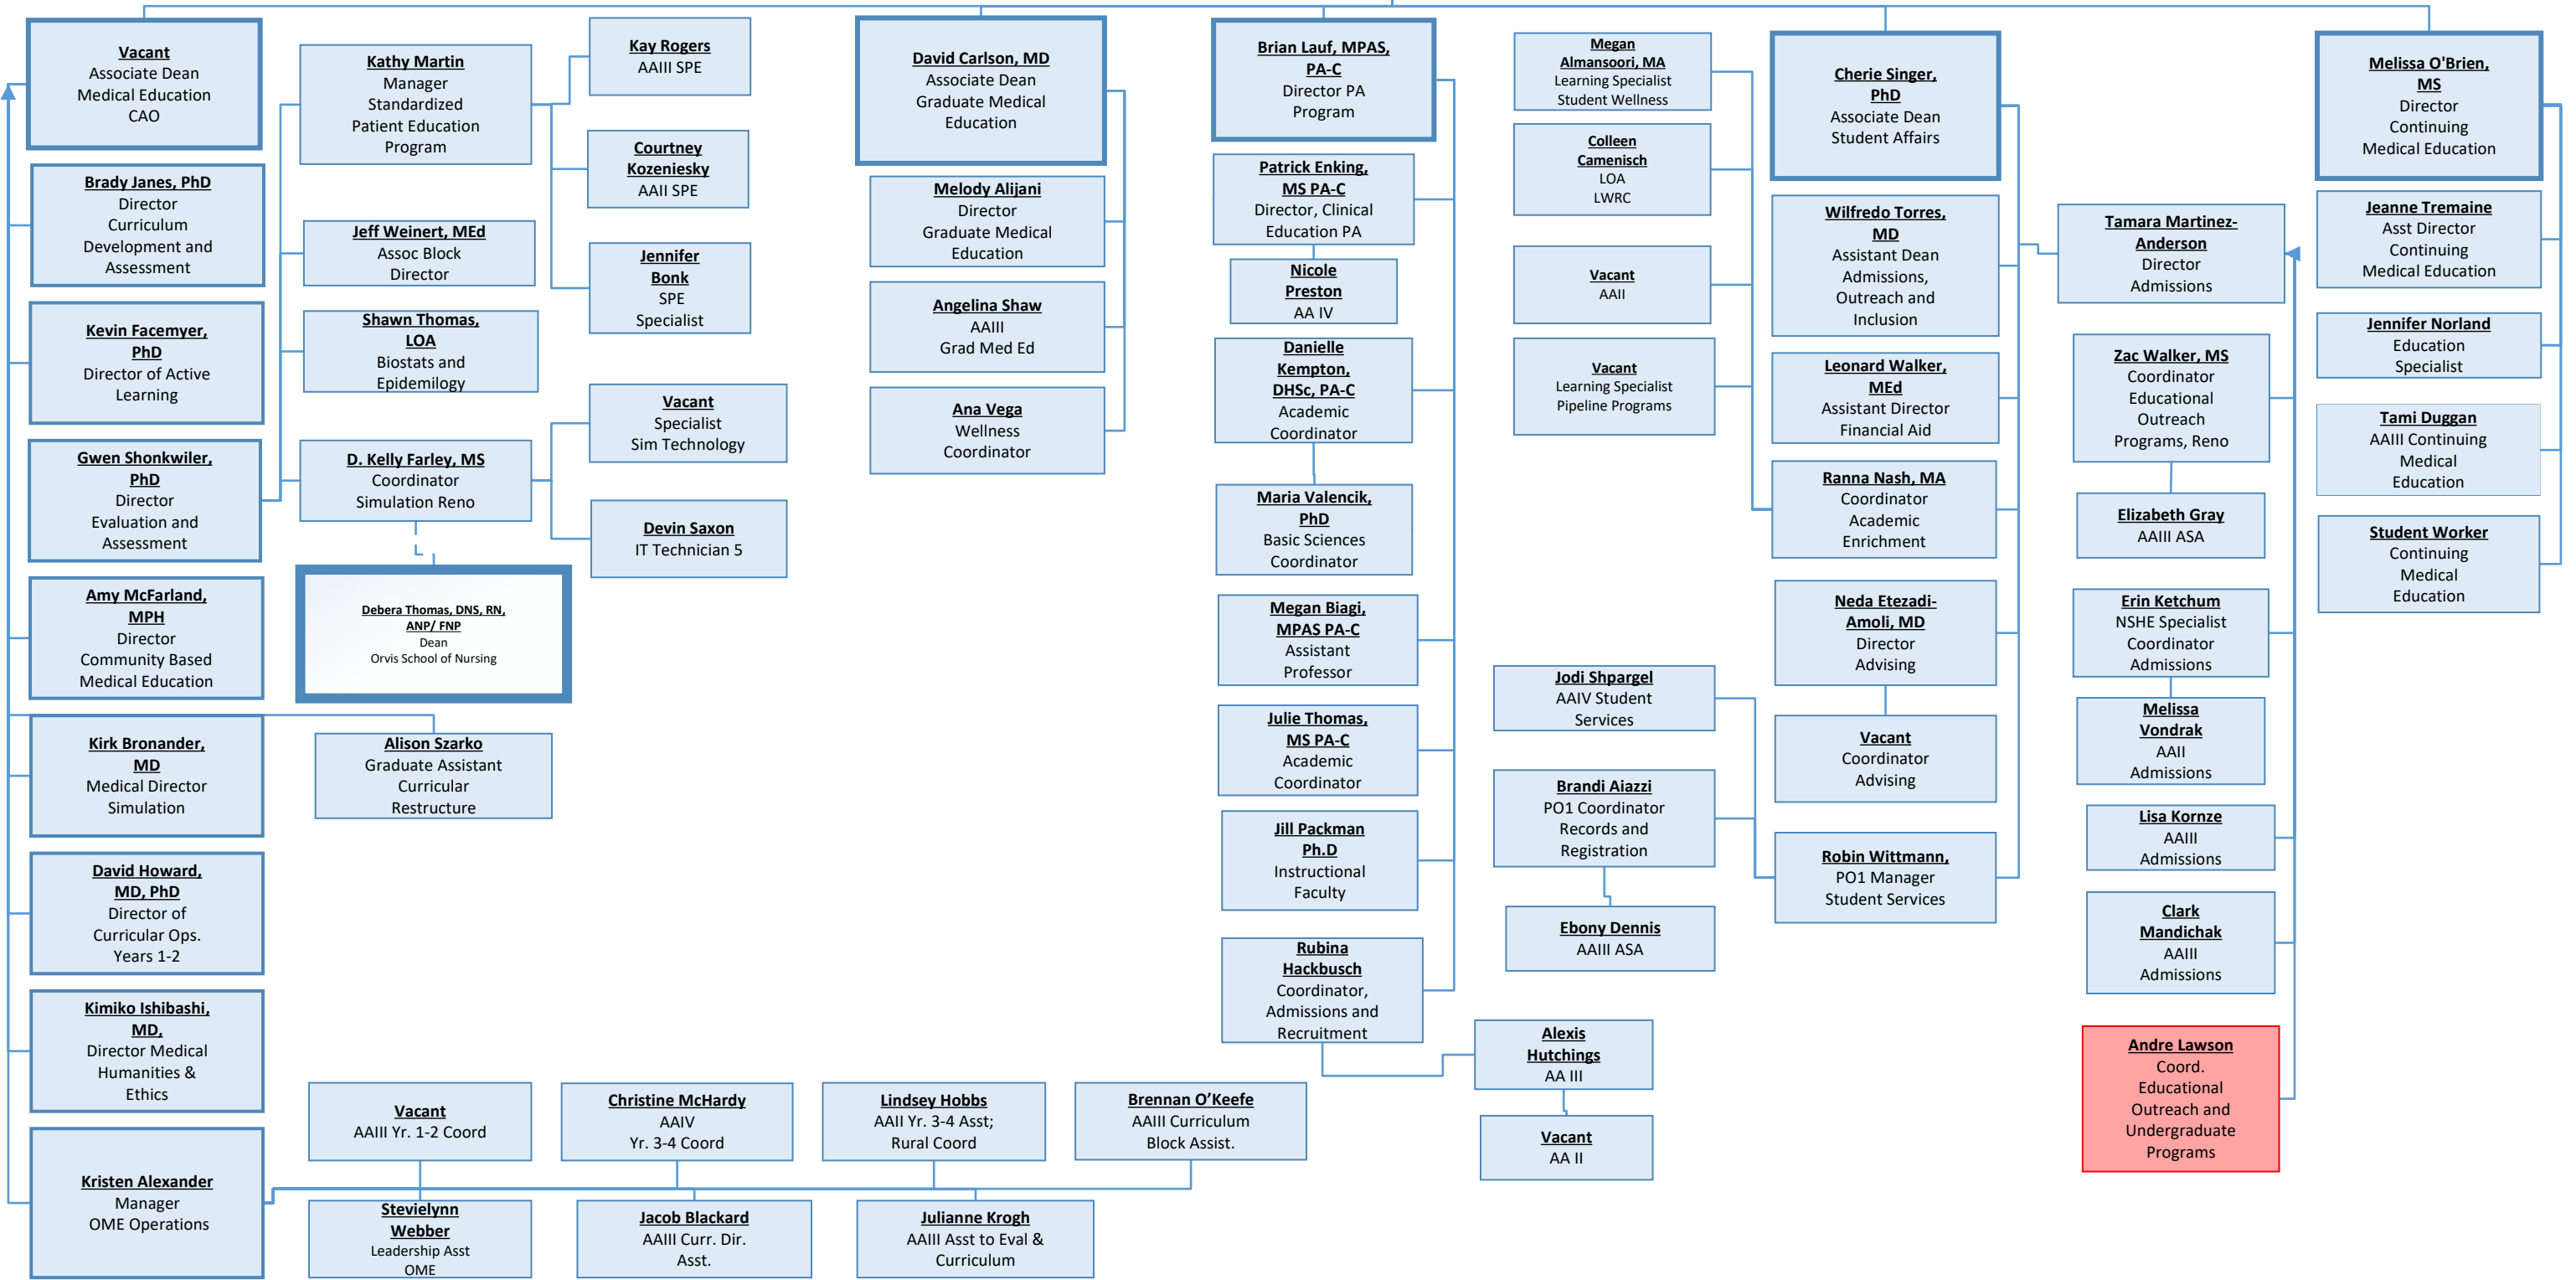 Vacant
Associate Dean
Medical Education
CAO
Brady Janes, PhD
Director
Curriculum
Development and
Assessment
Kevin Facemyer,
PhD
Director of Active
Learning
Gwen Shonkwiler,
PhD
Director
Evaluation and
Assessment
Amy McFarland,
MPH
Director
Community Based
Medical Education
Kirk Bronander,
MD
Medical Director
Simulation
David Howard,
MD, PhD
Director of
Curricular Ops.
Years 1-2
Kimiko Ishibashi,
MD,
Director Medical
Humanities &
Ethics
Kristen Alexander
Manager
OME Operations
Kathy Martin
Manager
Standardized
Patient Education
Program
Jeff Weinert, MEd
Assoc Block
Director
Shawn Thomas,
LOA
Biostats and
Epidemilogy
D. Kelly Farley, MS
Coordinator
Simulation Reno
Debera Thomas, DNS, RN,
ANP/ FNP
Dean
Orvis School of Nursing
Alison Szarko
Graduate Assistant
Curricular
Restructure
Kay Rogers
AAIII SPE
Courtney
Kozeniesky
AAII SPE
Jennifer
Bonk
SPE
Specialist
Vacant
Specialist
Sim Technology
Devin Saxon
IT Technician 5
Vacant
AAIII Yr. 1-2 Coord
Christine McHardy
AAIV
Yr. 3-4 Coord
Lindsey Hobbs
AAII Yr. 3-4 Asst;
Rural Coord
Brennan O’Keefe
AAIII Curriculum
Block Assist.
Stevielynn
Webber
Leadership Asst
OME
Jacob Blackard
AAIII Curr. Dir.
Asst.
Julianne Krogh
AAIII Asst to Eval &
Curriculum
David Carlson, MD
Associate Dean
Graduate Medical
Education
Melody Alijani
Director
Graduate Medical
Education
Angelina Shaw
AAIII
Grad Med Ed
Ana Vega
Wellness
Coordinator
Brian Lauf, MPAS,
PA-C
Director PA
Program
Patrick Enking,
MS PA-C
Director, Clinical
Education PA
Nicole
Preston
AA IV
Danielle
Kempton,
DHSc, PA-C
Academic
Coordinator
Maria Valencik,
PhD
Basic Sciences
Coordinator
Megan Biagi,
MPAS PA-C
Assistant
Professor
Julie Thomas,
MS PA-C
Academic
Coordinator
Jill Packman
Ph.D
Instructional
Faculty
Rubina
Hackbusch
Coordinator,
Admissions and
Recruitment
Alexis
Hutchings
AA III
Vacant
AA II
Megan
Almansoori, MA
Learning Specialist
Student Wellness
Colleen
Camenisch
LOA
LWRC
Vacant
AAII
Vacant
Learning Specialist
Pipeline Programs
Jodi Shpargel
AAIV Student
Services
Brandi Aiazzi
PO1 Coordinator
Records and
Registration
Ebony Dennis
AAIII ASA
Cherie Singer,
PhD
Associate Dean
Student Affairs
Wilfredo Torres,
MD
Assistant Dean
Admissions,
Outreach and
Inclusion
Leonard Walker,
MEd
Assistant Director
Financial Aid
Ranna Nash, MA
Coordinator
Academic
Enrichment
Neda Etezadi-
Amoli, MD
Director
Advising
Vacant
Coordinator
Advising
Robin Wittmann,
PO1 Manager
Student Services
Tamara Martinez-
Anderson
Director
Admissions
Zac Walker, MS
Coordinator
Educational
Outreach
Programs, Reno
Elizabeth Gray
AAIII ASA
Erin Ketchum
NSHE Specialist
Coordinator
Admissions
Melissa
Vondrak
AAII
Admissions
Lisa Kornze
AAIII
Admissions
Clark
Mandichak
AAIII
Admissions
Andre Lawson
Coord.
Educational
Outreach and
Undergraduate
Programs
Melissa O'Brien,
MS
Director
Continuing
Medical Education
Jeanne Tremaine
Asst Director
Continuing
Medical Education
Jennifer Norland
Education
Specialist
Tami Duggan
AAIII Continuing
Medical
Education
Student Worker
Continuing
Medical
Education